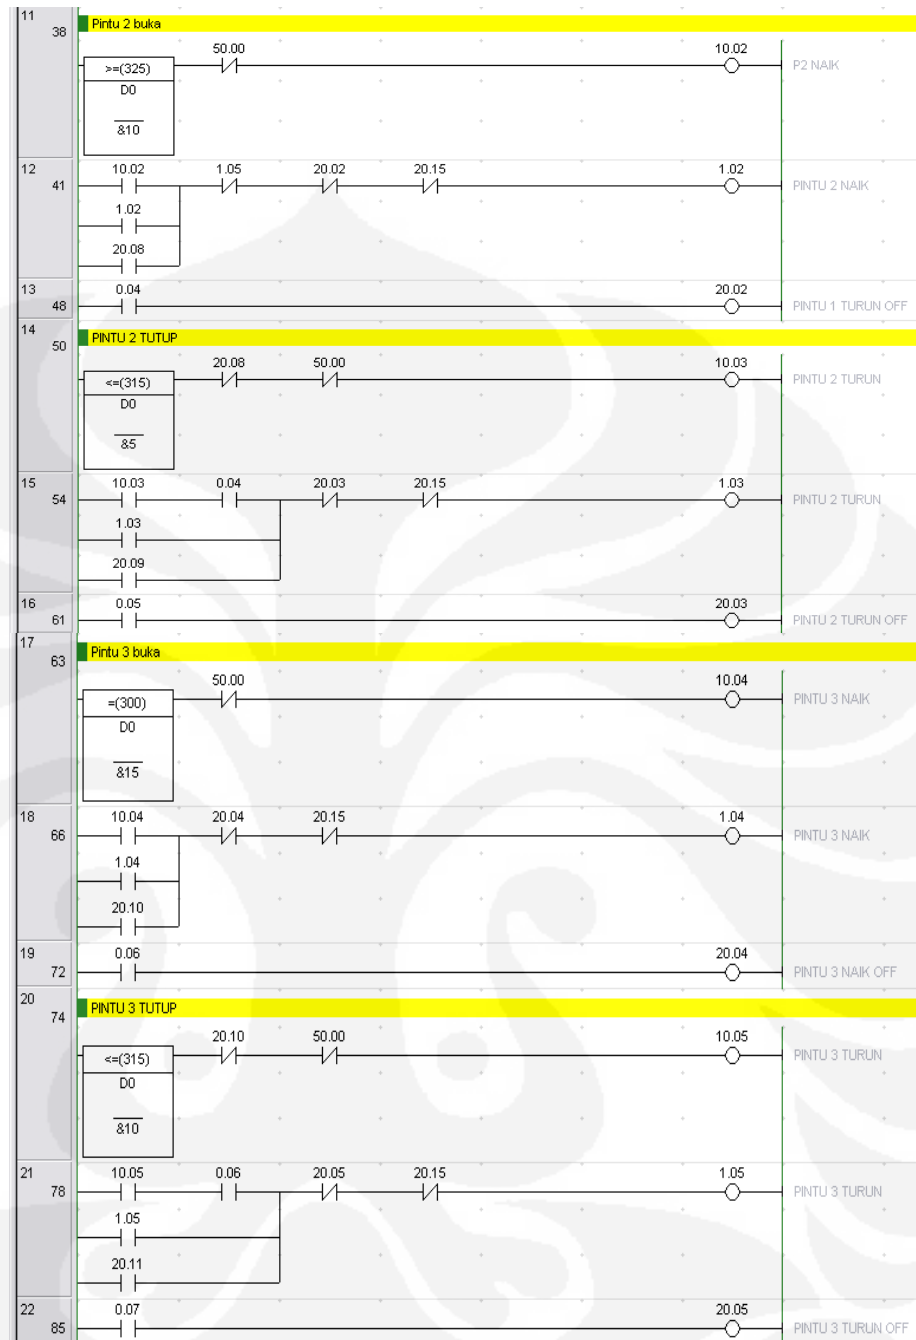 11
38
Pintu 2 buka
50.00 10.02
>=(325) P2 NAIK
D0
&10
12
41
10.02 1.05 20.02 20.15 1.02
PINTU 2 NAIK
1.02
20.08
13
48
0.04 20.02
PINTU 1 TURUN OFF
14
50
PINTU 2 TUTUP
20.08 50.00 10.03
<=(315) PINTU 2 TURUN
D0
&5
15
54
10.03 0.04 20.03 20.15 1.03
PINTU 2 TURUN
1.03
20.09
16
61
0.05 20.03
PINTU 2 TURUN OFF
17
63
Pintu 3 buka
50.00 10.04
=(300) PINTU 3 NAIK
D0
&15
18
66
10.04 20.04 20.15 1.04
PINTU 3 NAIK
1.04
20.10
19
72
0.06 20.04
PINTU 3 NAIK OFF
20
74
PINTU 3 TUTUP
20.10 50.00 10.05
<=(315) PINTU 3 TURUN
D0
&10
21
78
10.05 0.06 20.05 20.15 1.05
PINTU 3 TURUN
1.05
20.11
22
85
0.07 20.05
PINTU 3 TURUN OFF